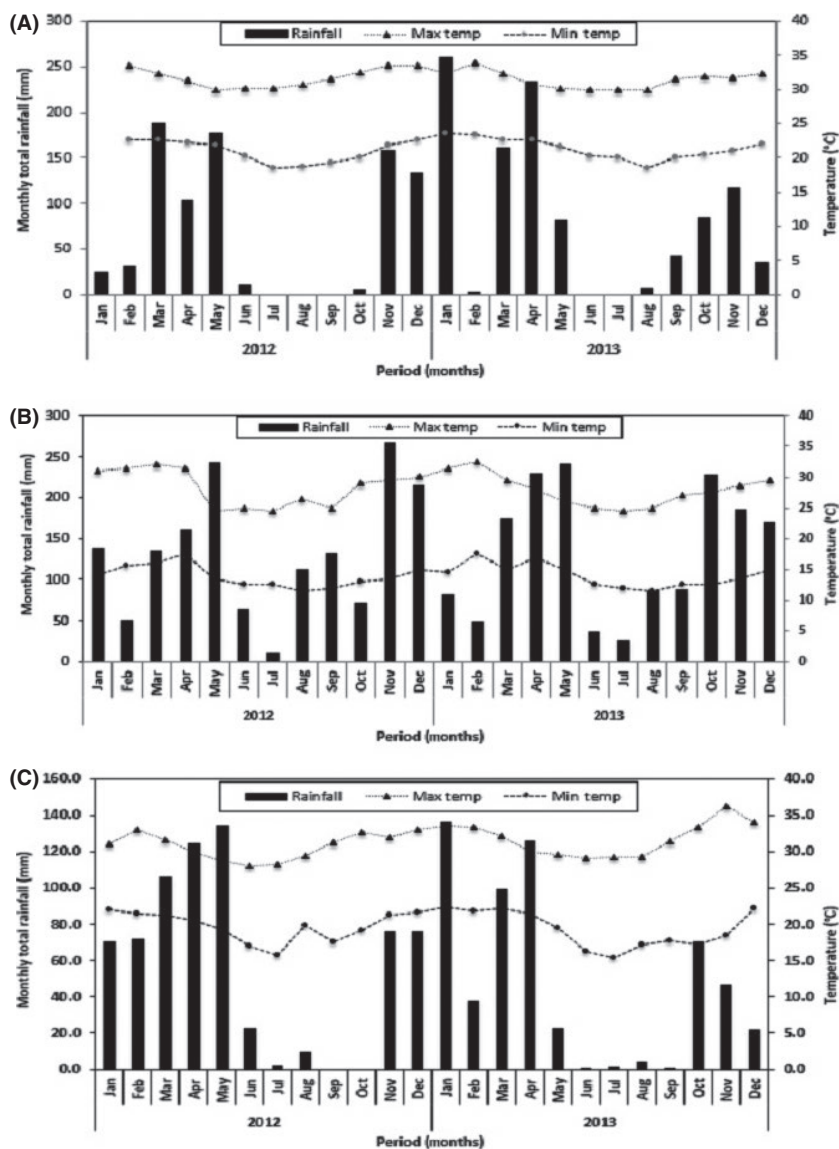 (A)
300
250
200
150
100
50
0
Monthly total rainfall (mm)
Rainfall Max temp Min temp
40
35
30
25
20
15
10
5
0
Temperature (°C)
Jan Feb Mar Apr May Jun Jul Aug Sep Oct Nov Dec Jan Feb Mar Apr May Jun Jul Aug Sep Oct Nov Dec
2012 2013
Period (months)
(B)
300
250
200
150
100
50
0
Monthly total rainfall (mm)
Rainfall Max temp Min temp
40
35
30
25
20
15
10
5
0
Temperature (°C)
Jan Feb Mar Apr May Jun Jul Aug Sep Oct Nov Dec Jan Feb Mar Apr May Jun Jul Aug Sep Oct Nov Dec
2012 2013
Period (months)
(C)
160.0
140.0
120.0
100.0
80.0
60.0
40.0
20.0
0.0
Monthly total rainfall (mm)
Rainfall Max temp Min temp
40.0
35.0
30.0
25.0
20.0
15.0
10.0
5.0
0.0
Temperature (°C)
Jan Feb Mar Apr May Jun Jul Aug Sep Oct Nov Dec Jan Feb Mar Apr May Jun Jul Aug Sep Oct Nov Dec
2012 2013
Period (months)